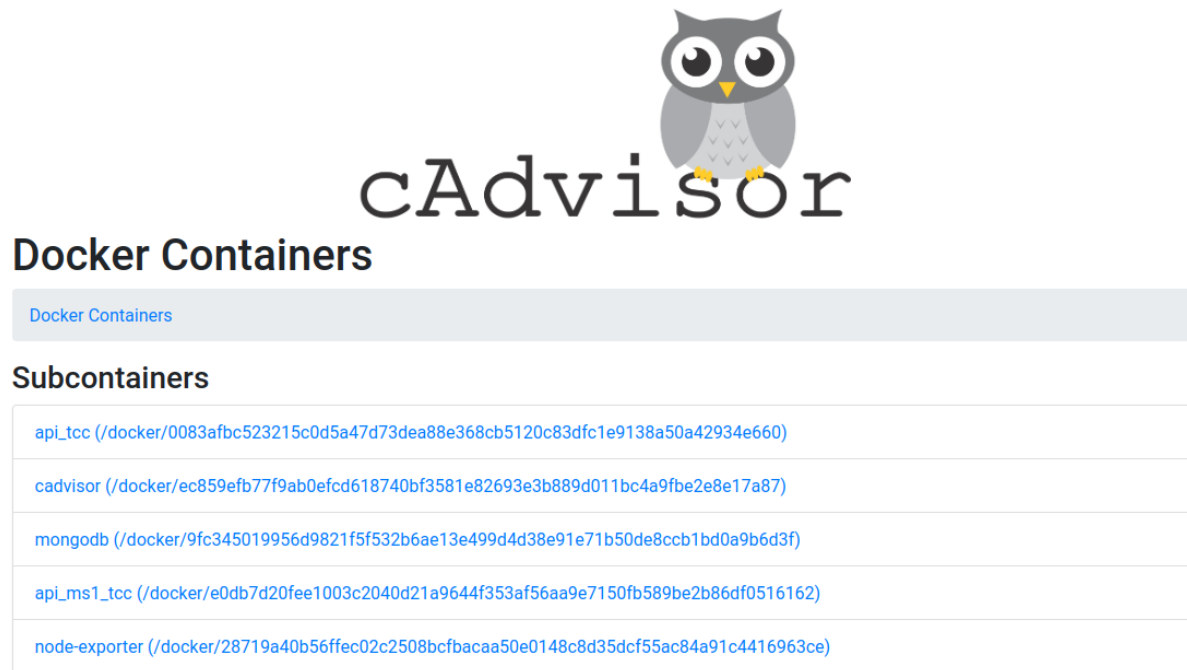 cAdvisor
Docker Containers
Docker Containers
Subcontainers
api_tcc (/docker/0083afbc523215c0d5a47d73dea88e368cb5120c83dfc1e9138a50a42934e660)
cadvisor (/docker/ec859efb77f9ab0efcd618740bf3581e82693e3b889d011bc4a9fbe2e8e17a87)
mongodb (/docker/9fc345019956d9821f5f532b6ae13e499d4d38e91e71b50de8ccb1bd0a9b6d3f)
api_ms1_tcc (/docker/e0db7d20fee1003c2040d21a9644f353af56aa9e7150fb589be2b86df0516162)
node-exporter (/docker/28719a40b56ffec02c2508bcfbacaa50e0148c8d35dcf55ac84a91c4416963ce)